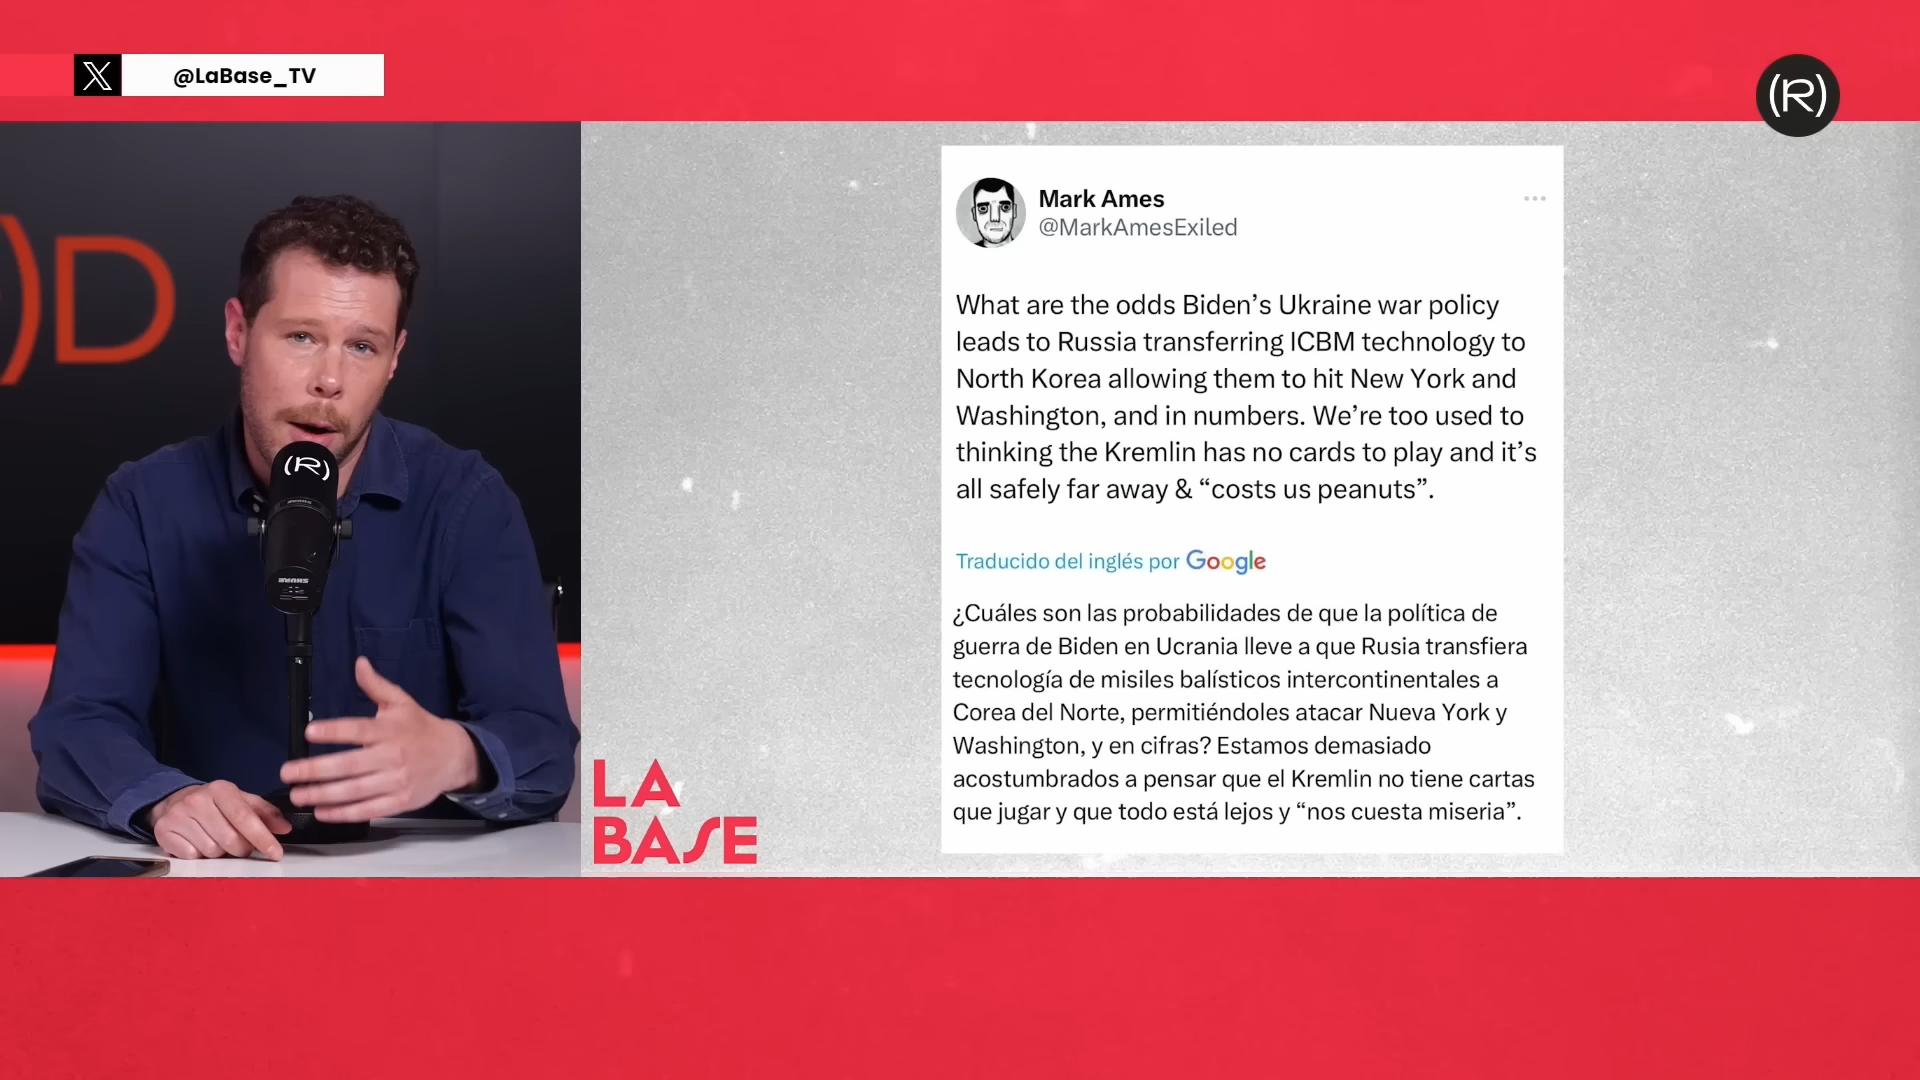 @LaBase_TV
(R)
)D
(R)
SHURE
LA
BASE
Mark Ames
@MarkAmesExiled
What are the odds Biden’s Ukraine war policy
leads to Russia transferring ICBM technology to
North Korea allowing them to hit New York and
Washington, and in numbers. We’re too used to
thinking the Kremlin has no cards to play and it’s
all safely far away & “costs us peanuts”.
Traducido del inglés por Google
¿Cuáles son las probabilidades de que la política de
guerra de Biden en Ucrania lleve a que Rusia transfiera
tecnología de misiles balísticos intercontinentales a
Corea del Norte, permitiéndoles atacar Nueva York y
Washington, y en cifras? Estamos demasiado
acostumbrados a pensar que el Kremlin no tiene cartas
que jugar y que todo está lejos y “nos cuesta miseria”.